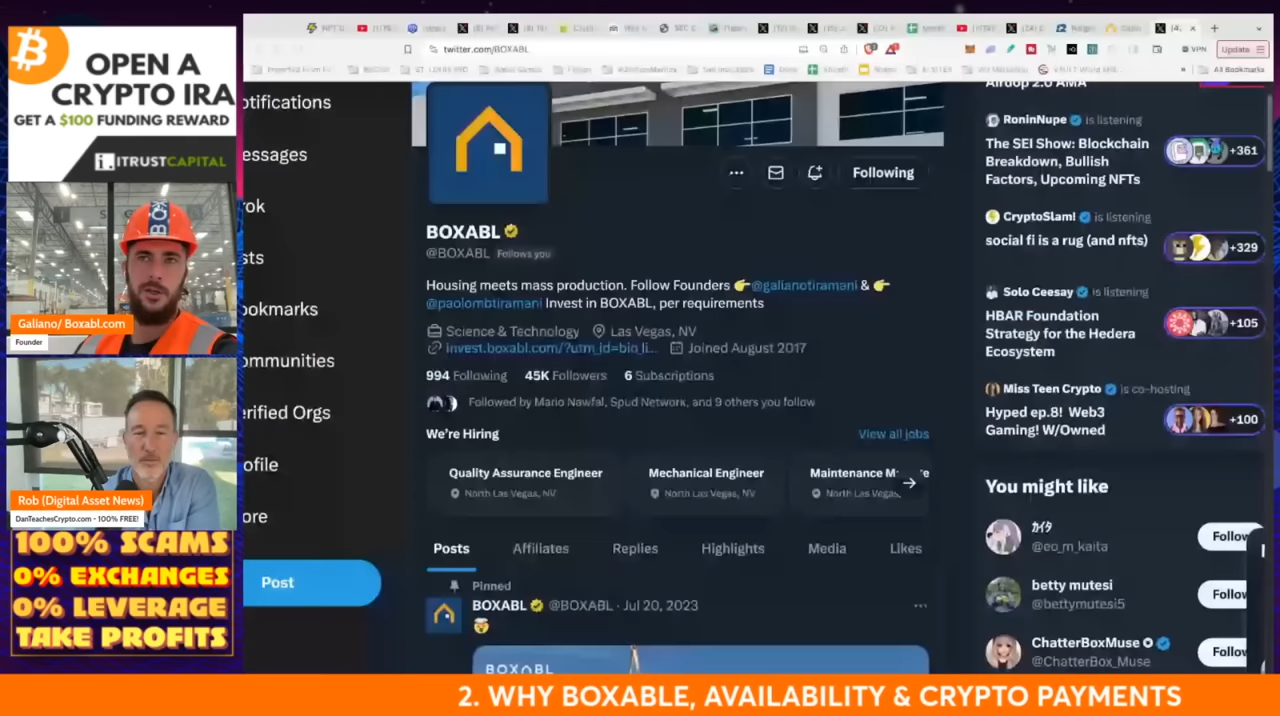 OPEN A
CRYPTO IRA
GET A $100 FUNDING REWARD
ITRUSTCAPITAL
Galiano/ Boxabl.com
Founder
Rob (Digital Asset News)
DanTeachesCrypto.com - 100% FREE!
100% SCAMS
0% EXCHANGES
0% LEVERAGE
TAKE PROFITS
twitter.com/BOXABL
VPN
Update
All Bookmarks
otifications
essages
ok
sts
okmarks
ommunities
erified Orgs
ofile
ore
Post
Following
BOXABL
@BOXABL Follows you
Housing meets mass production. Follow Founders 👉@galianotiramani & 👉
@paolombtiramani Invest in BOXABL, per requirements
Science & Technology Las Vegas, NV
invest.boxabl.com/?utm_id=bio_li... Joined August 2017
994 Following 45K Followers 6 Subscriptions
Followed by Mario Nawfal, Spud Network, and 9 others you follow
We're Hiring View all jobs
Quality Assurance Engineer
North Las Vegas, NV
Mechanical Engineer
North Las Vegas, NV
Maintenance M
North Las Vegas,
Posts Affiliates Replies Highlights Media Likes
Pinned
BOXABL @BOXABL · Jul 20, 2023
🤯
BOXABL
Airdop 2.0 AMA
RoninNupe is listening
The SEI Show: Blockchain
Breakdown, Bullish
Factors, Upcoming NFTs
+361
CryptoSlam! is listening
social fi is a rug (and nfts)
+329
Solo Ceesay is listening
HBAR Foundation
Strategy for the Hedera
Ecosystem
+105
Miss Teen Crypto is co-hosting
Hyped ep.8! Web3
Gaming! W/Owned
+100
You might like
カイタ
@eo_m_kaita
Follow
betty mutesi
@bettymutesi5
Follow
ChatterBoxMuse
@ChatterBox_Muse
Follow
2. WHY BOXABLE, AVAILABILITY & CRYPTO PAYMENTS